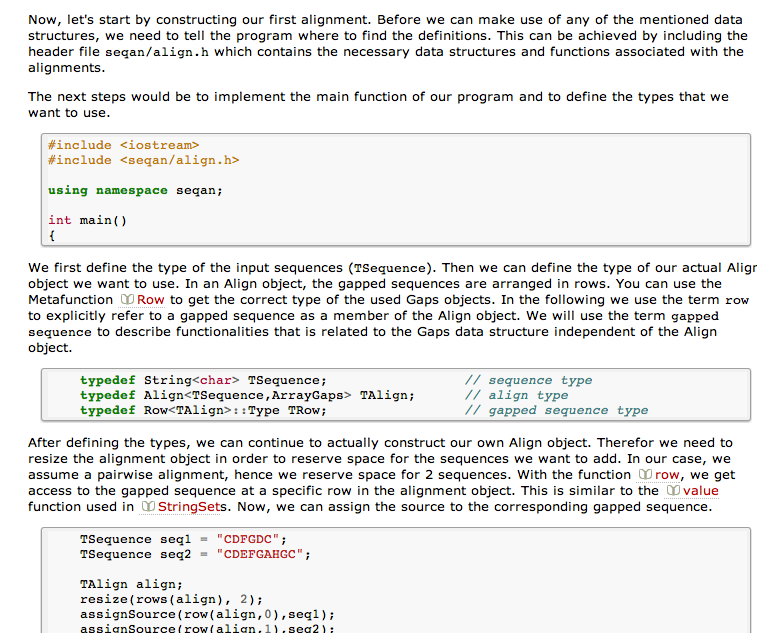 Now, let's start by constructing our first alignment. Before we can make use of any of the mentioned data
structures, we need to tell the program where to find the definitions. This can be achieved by including the
header file seqan/align.h which contains the necessary data structures and functions associated with the
alignments.
The next steps would be to implement the main function of our program and to define the types that we
want to use.
#include <iostream>
#include <seqan/align.h>
using namespace seqan;
int main()
{
We first define the type of the input sequences (TSequence). Then we can define the type of our actual Align
object we want to use. In an Align object, the gapped sequences are arranged in rows. You can use the
Metafunction Row to get the correct type of the used Gaps objects. In the following we use the term row
to explicitly refer to a gapped sequence as a member of the Align object. We will use the term gapped
sequence to describe functionalities that is related to the Gaps data structure independent of the Align
object.
typedef String<char> TSequence; // sequence type
typedef Align<TSequence,ArrayGaps> TAlign; // align type
typedef Row<TAlign>::Type TRow; // gapped sequence type
After defining the types, we can continue to actually construct our own Align object. Therefor we need to
resize the alignment object in order to reserve space for the sequences we want to add. In our case, we
assume a pairwise alignment, hence we reserve space for 2 sequences. With the function row, we get
access to the gapped sequence at a specific row in the alignment object. This is similar to the value
function used in StringSets. Now, we can assign the source to the corresponding gapped sequence.
TSequence seq1 = "CDFGDC";
TSequence seq2 = "CDEFGAHGC";
TAlign align;
resize(rows(align), 2);
assignSource(row(align,0),seq1);
assignSource(row(align,1),seq2);